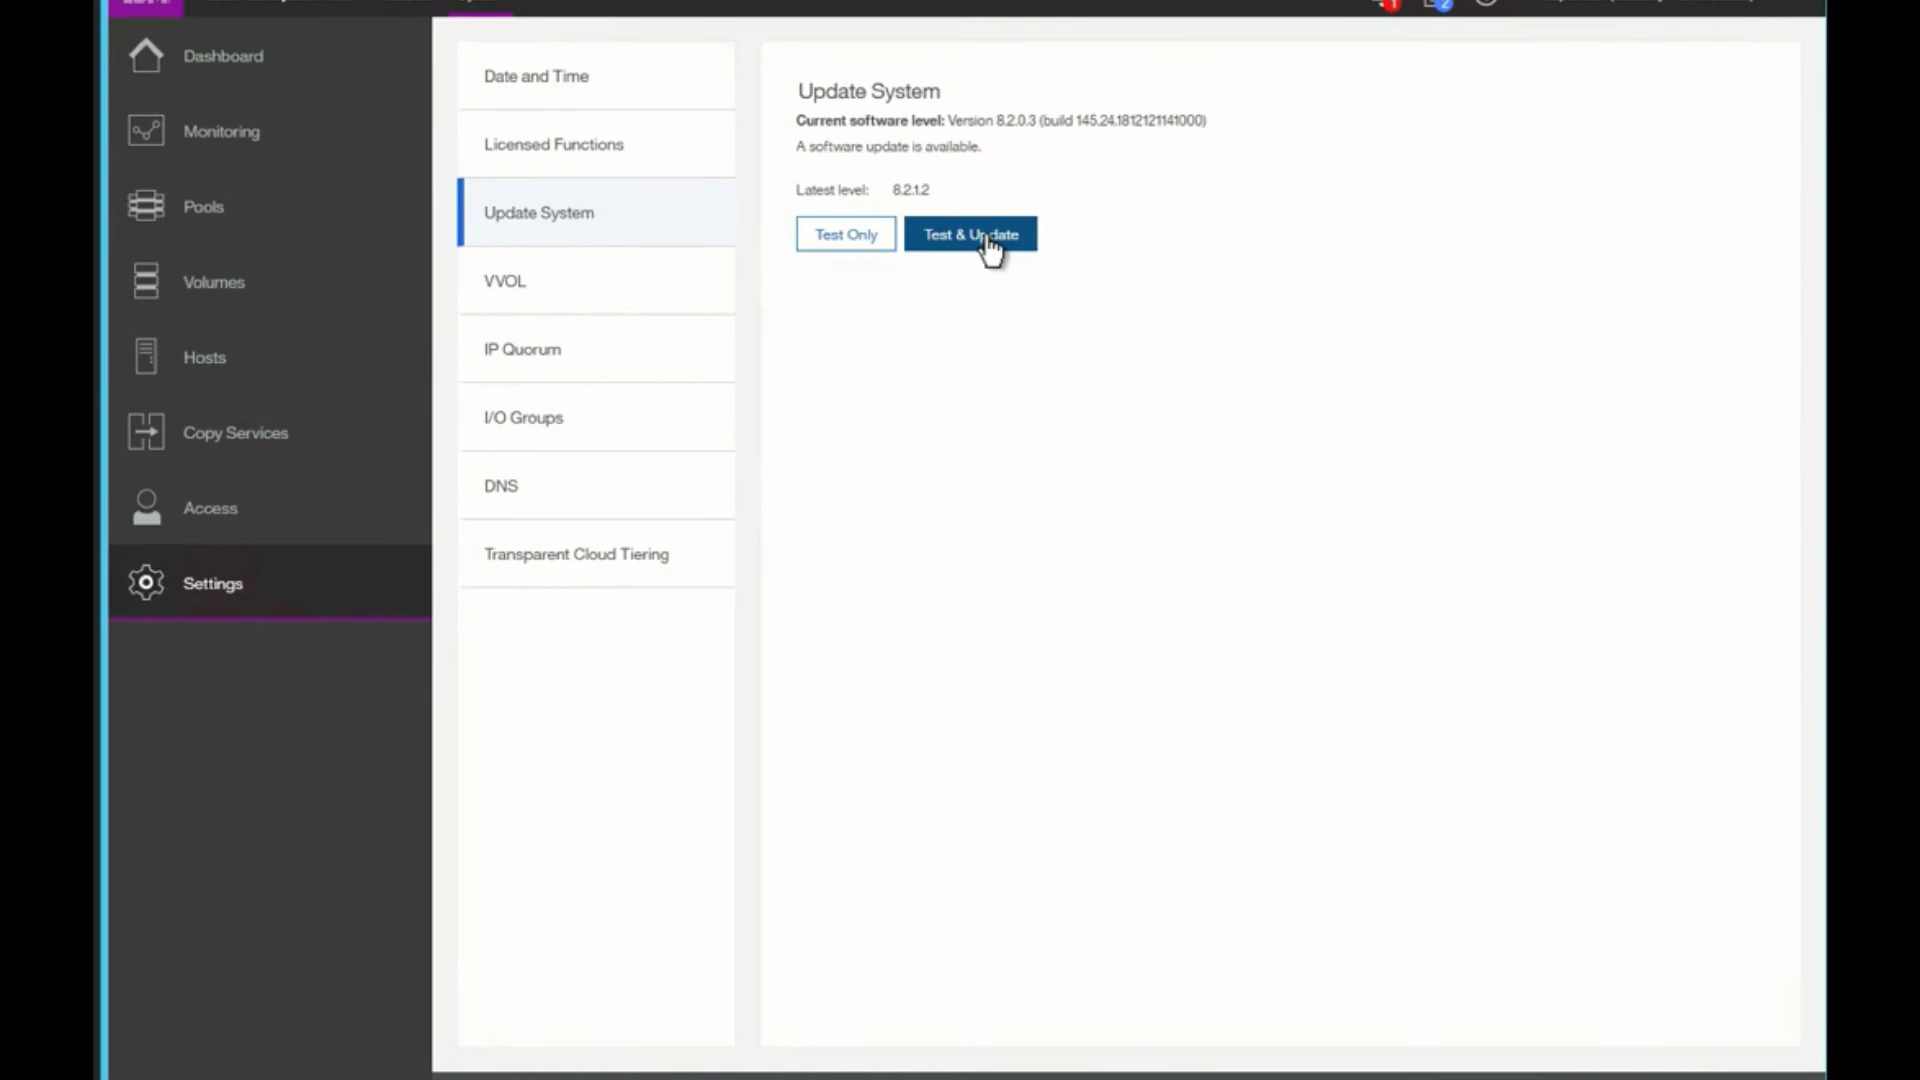 1
2
Dashboard
Monitoring
Pools
Volumes
Hosts
Copy Services
Access
Settings
Date and Time
Licensed Functions
Update System
VVOL
IP Quorum
I/O Groups
DNS
Transparent Cloud Tiering
Update System
Current software level: Version 8.2.0.3 (build 145.24.1812121141000)
A software update is available.
Latest level: 8.2.1.2
Test Only
Test & Update